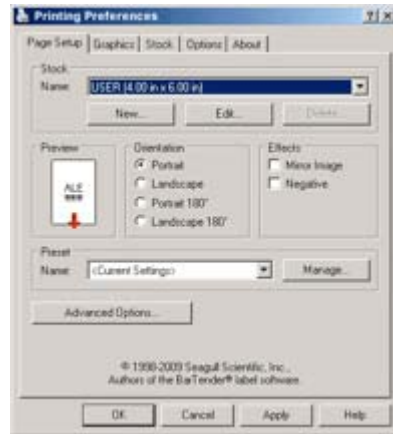 Printing Preferences
Page Setup Graphics Stock Options About
Stock
Name: USER (4.00 in x 6.00 in)
New... Edit... Delete...
Preview
Orientation
Portrait
Landscape
Portrait 180°
Landscape 180°
Effects
Mirror Image
Negative
Preset
Name: <Current Settings> Manage...
Advanced Options...
© 1998-2009 Seagull Scientific, Inc.,
Authors of the BarTender® label software.
OK Cancel Apply Help